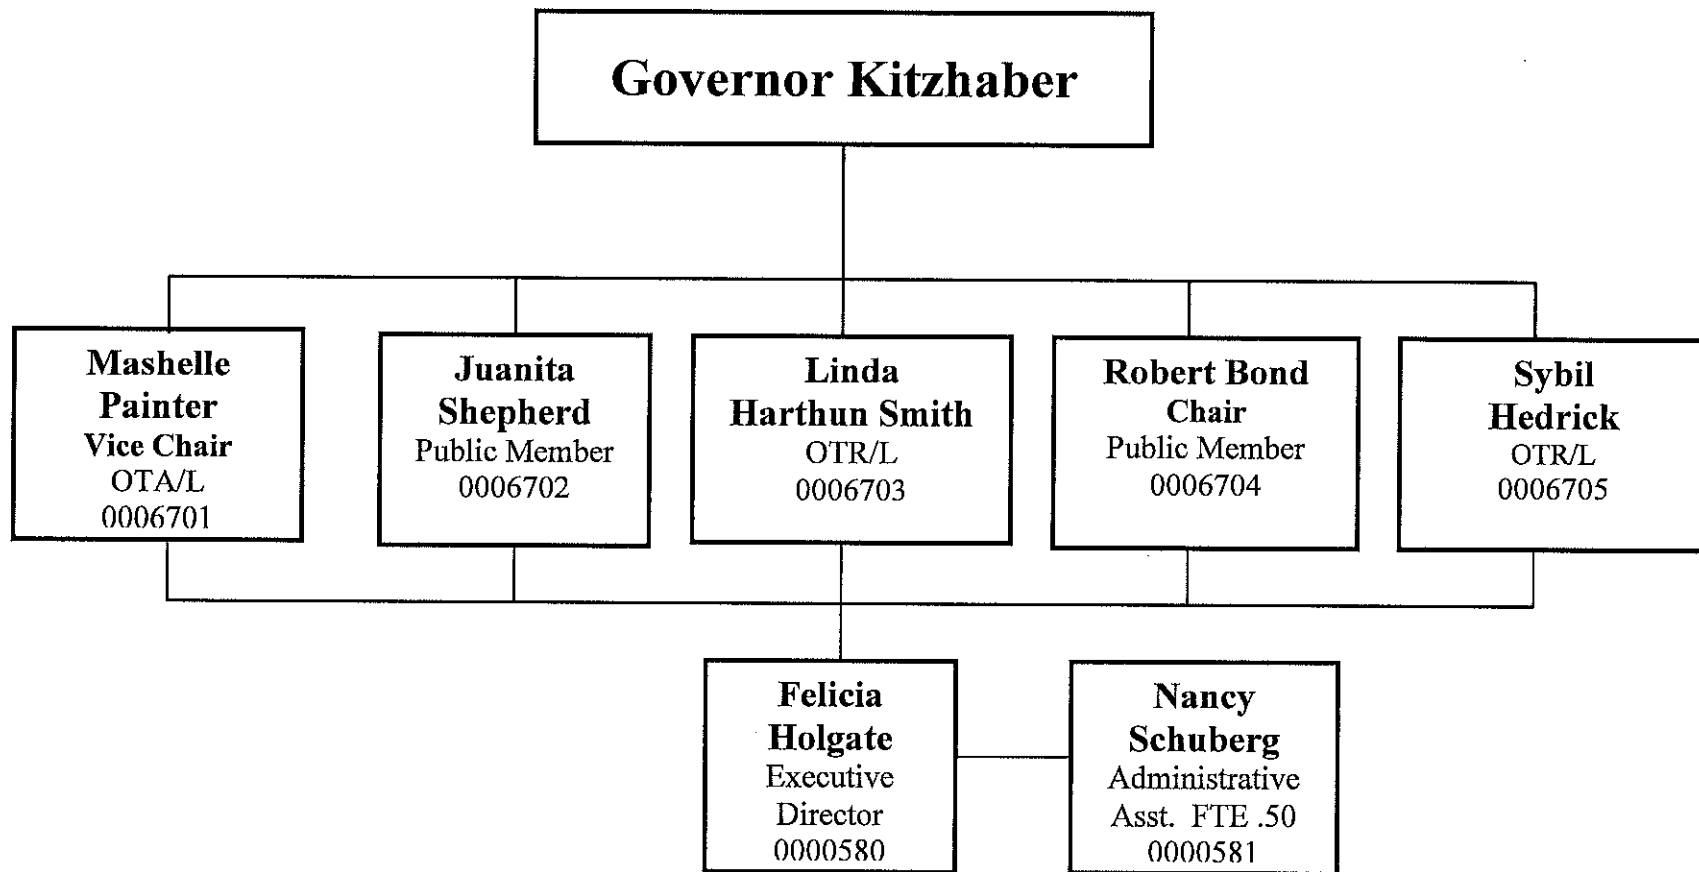 Governor Kitzhaber
Mashelle
Painter
Vice Chair
OTA/L
0006701
Juanita
Shepherd
Public Member
0006702
Linda
Harthun Smith
OTR/L
0006703
Robert Bond
Chair
Public Member
0006704
Sybil
Hedrick
OTR/L
0006705
Felicia
Holgate
Executive
Director
0000580
Nancy
Schuberg
Administrative
Asst. FTE .50
0000581